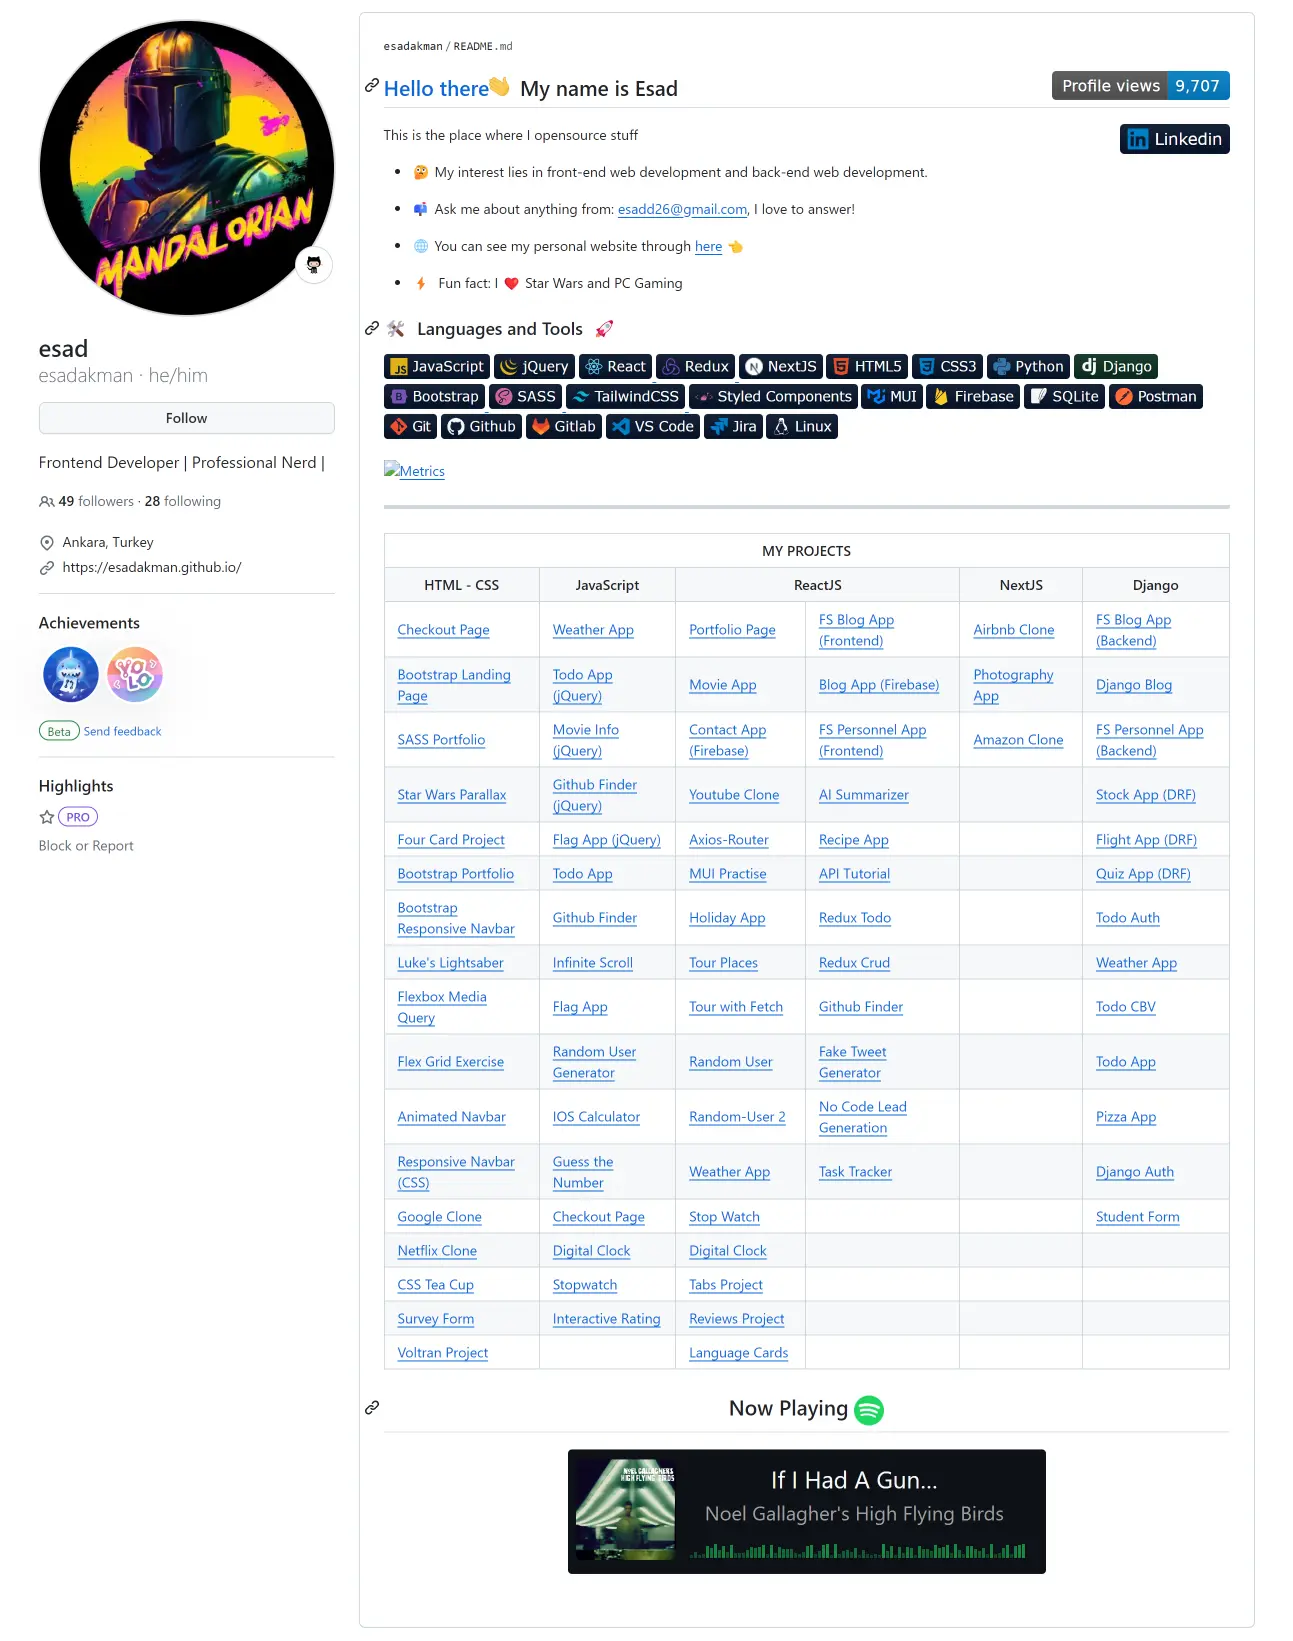 MANDALORIAN
esad
esadakman · he/him
Follow
Frontend Developer | Professional Nerd |
49 followers · 28 following
Ankara, Turkey
https://esadakman.github.io/
Achievements
YOLO
Beta Send feedback
Highlights
PRO
Block or Report
esadakman / README.md
Hello there👋 My name is Esad
Profile views 9,707
This is the place where I opensource stuff
Linkedin
• 🤔 My interest lies in front-end web development and back-end web development.
• 📫 Ask me about anything from: esadd26@gmail.com, I love to answer!
• 🌐 You can see my personal website through here 👈
• ⚡ Fun fact: I ❤️ Star Wars and PC Gaming
🛠️ Languages and Tools 🚀
JavaScript jQuery React Redux NextJS HTML5 CSS3 Python Django
Bootstrap SASS TailwindCSS Styled Components MUI Firebase SQLite Postman
Git Github Gitlab VS Code Jira Linux
Metrics
MY PROJECTS
HTML - CSS JavaScript ReactJS NextJS Django
Checkout Page Weather App Portfolio Page FS Blog App (Frontend) Airbnb Clone FS Blog App (Backend)
Bootstrap Landing Page Todo App (jQuery) Movie App Blog App (Firebase) Photography App Django Blog
SASS Portfolio Movie Info (jQuery) Contact App (Firebase) FS Personnel App (Frontend) Amazon Clone FS Personnel App (Backend)
Star Wars Parallax Github Finder (jQuery) Youtube Clone AI Summarizer Stock App (DRF)
Four Card Project Flag App (jQuery) Axios-Router Recipe App Flight App (DRF)
Bootstrap Portfolio Todo App MUI Practise API Tutorial Quiz App (DRF)
Bootstrap Responsive Navbar Github Finder Holiday App Redux Todo Todo Auth
Luke's Lightsaber Infinite Scroll Tour Places Redux Crud Weather App
Flexbox Media Query Flag App Tour with Fetch Github Finder Todo CBV
Flex Grid Exercise Random User Generator Random User Fake Tweet Generator Todo App
Animated Navbar IOS Calculator Random-User 2 No Code Lead Generation Pizza App
Responsive Navbar (CSS) Guess the Number Weather App Task Tracker Django Auth
Google Clone Checkout Page Stop Watch Student Form
Netflix Clone Digital Clock Digital Clock
CSS Tea Cup Stopwatch Tabs Project
Survey Form Interactive Rating Reviews Project
Voltran Project Language Cards
Now Playing
NOEL GALLAGHER'S
HIGH FLYING BIRDS
If I Had A Gun...
Noel Gallagher's High Flying Birds